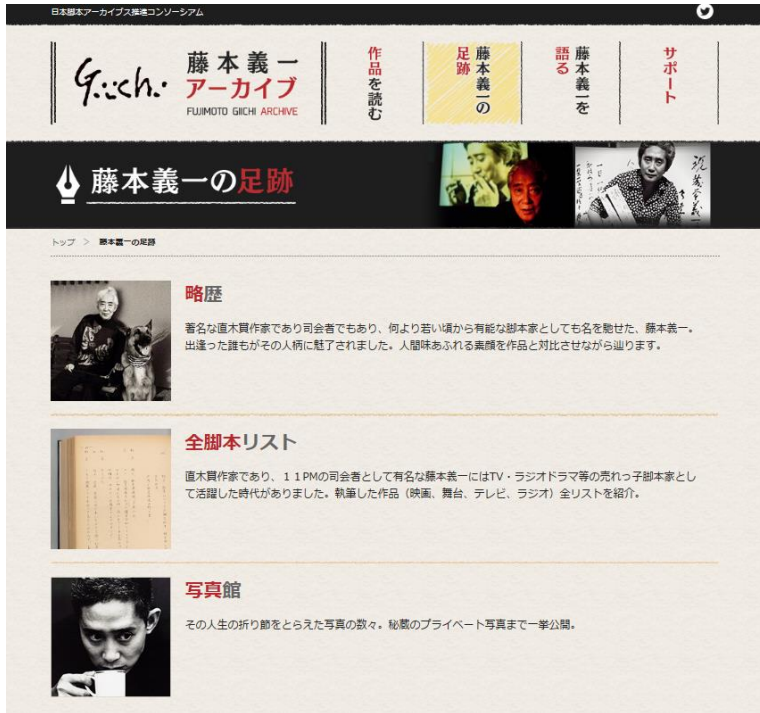 日本脚本アーカイブス推進コンソーシアム
Giichi
藤本義一
アーカイブ
FUJIMOTO GIICHI ARCHIVE
作品を読む
藤本義一の
足跡
藤本義一を
語る
サポート
藤本義一の足跡
トップ > 藤本義一の足跡
略歴
著名な直木賞作家であり司会者でもあり、何より若い頃から有能な脚本家としても名を馳せた、藤本義一。
出逢った誰もがその人柄に魅了されました。人間味あふれる素顔を作品と対比させながら辿ります。
全脚本リスト
直木賞作家であり、１１PMの司会者として有名な藤本義一にはTV・ラジオドラマ等の売れっ子脚本家とし
て活躍した時代がありました。執筆した作品（映画、舞台、テレビ、ラジオ）全リストを紹介。
写真館
その人生の折り節をとらえた写真の数々。秘蔵のプライベート写真まで一挙公開。